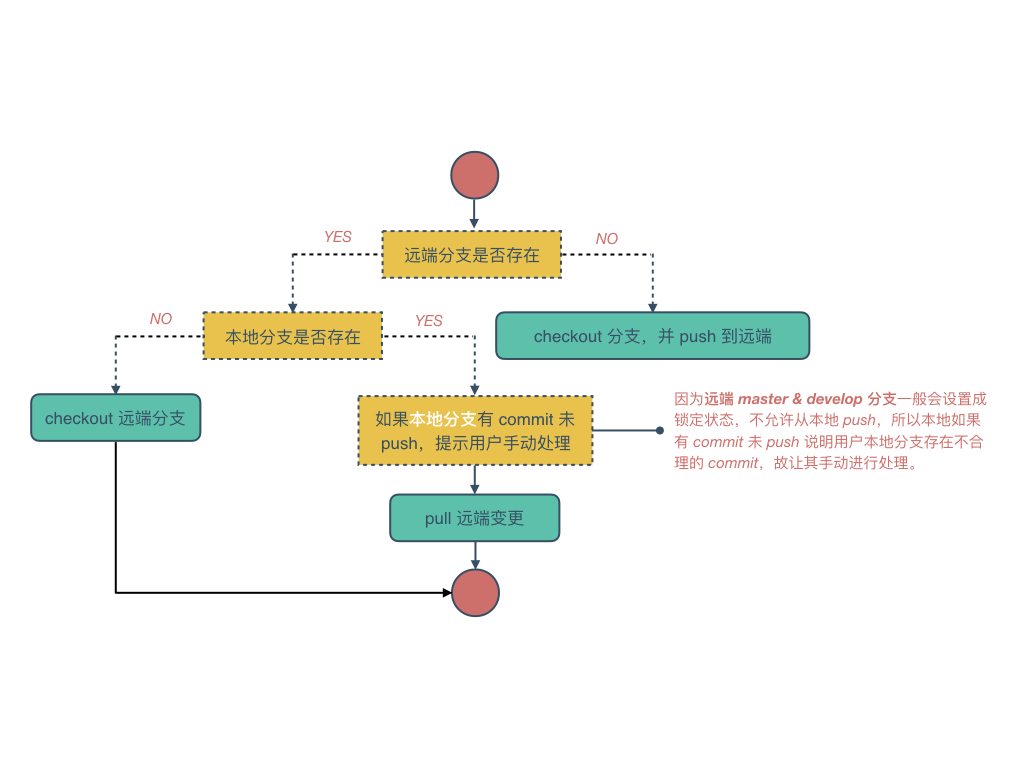 YES
远端分支是否存在
NO
NO
本地分支是否存在
YES
checkout 分支，并 push 到远端
checkout 远端分支
如果本地分支有 commit 未
push，提示用户手动处理
因为远端 master & develop 分支一般会设置成
锁定状态，不允许从本地 push，所以本地如果
有 commit 未 push 说明用户本地分支存在不合
理的 commit，故让其手动进行处理。
pull 远端变更